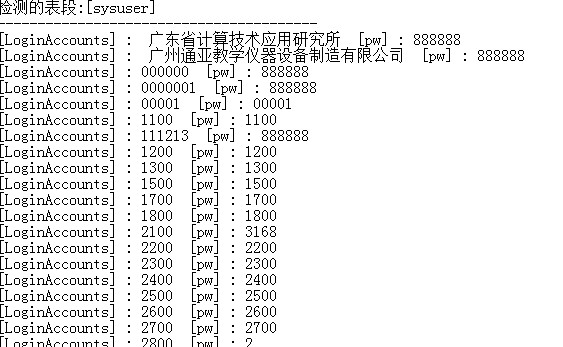 检测的表段:[sysuser]
----------------------------------------
[LoginAccounts] : 广东省计算技术应用研究所 [pw] : 888888
[LoginAccounts] : 广州通亚教学仪器设备制造有限公司 [pw] : 888888
[LoginAccounts] : 000000 [pw] : 888888
[LoginAccounts] : 0000001 [pw] : 888888
[LoginAccounts] : 00001 [pw] : 00001
[LoginAccounts] : 1100 [pw] : 1100
[LoginAccounts] : 111213 [pw] : 888888
[LoginAccounts] : 1200 [pw] : 1200
[LoginAccounts] : 1300 [pw] : 1300
[LoginAccounts] : 1500 [pw] : 1500
[LoginAccounts] : 1700 [pw] : 1700
[LoginAccounts] : 1800 [pw] : 1800
[LoginAccounts] : 2100 [pw] : 3168
[LoginAccounts] : 2200 [pw] : 2200
[LoginAccounts] : 2300 [pw] : 2300
[LoginAccounts] : 2400 [pw] : 2400
[LoginAccounts] : 2500 [pw] : 2500
[LoginAccounts] : 2600 [pw] : 2600
[LoginAccounts] : 2700 [pw] : 2700
[LoginAccounts] : 2800 [pw] : 2